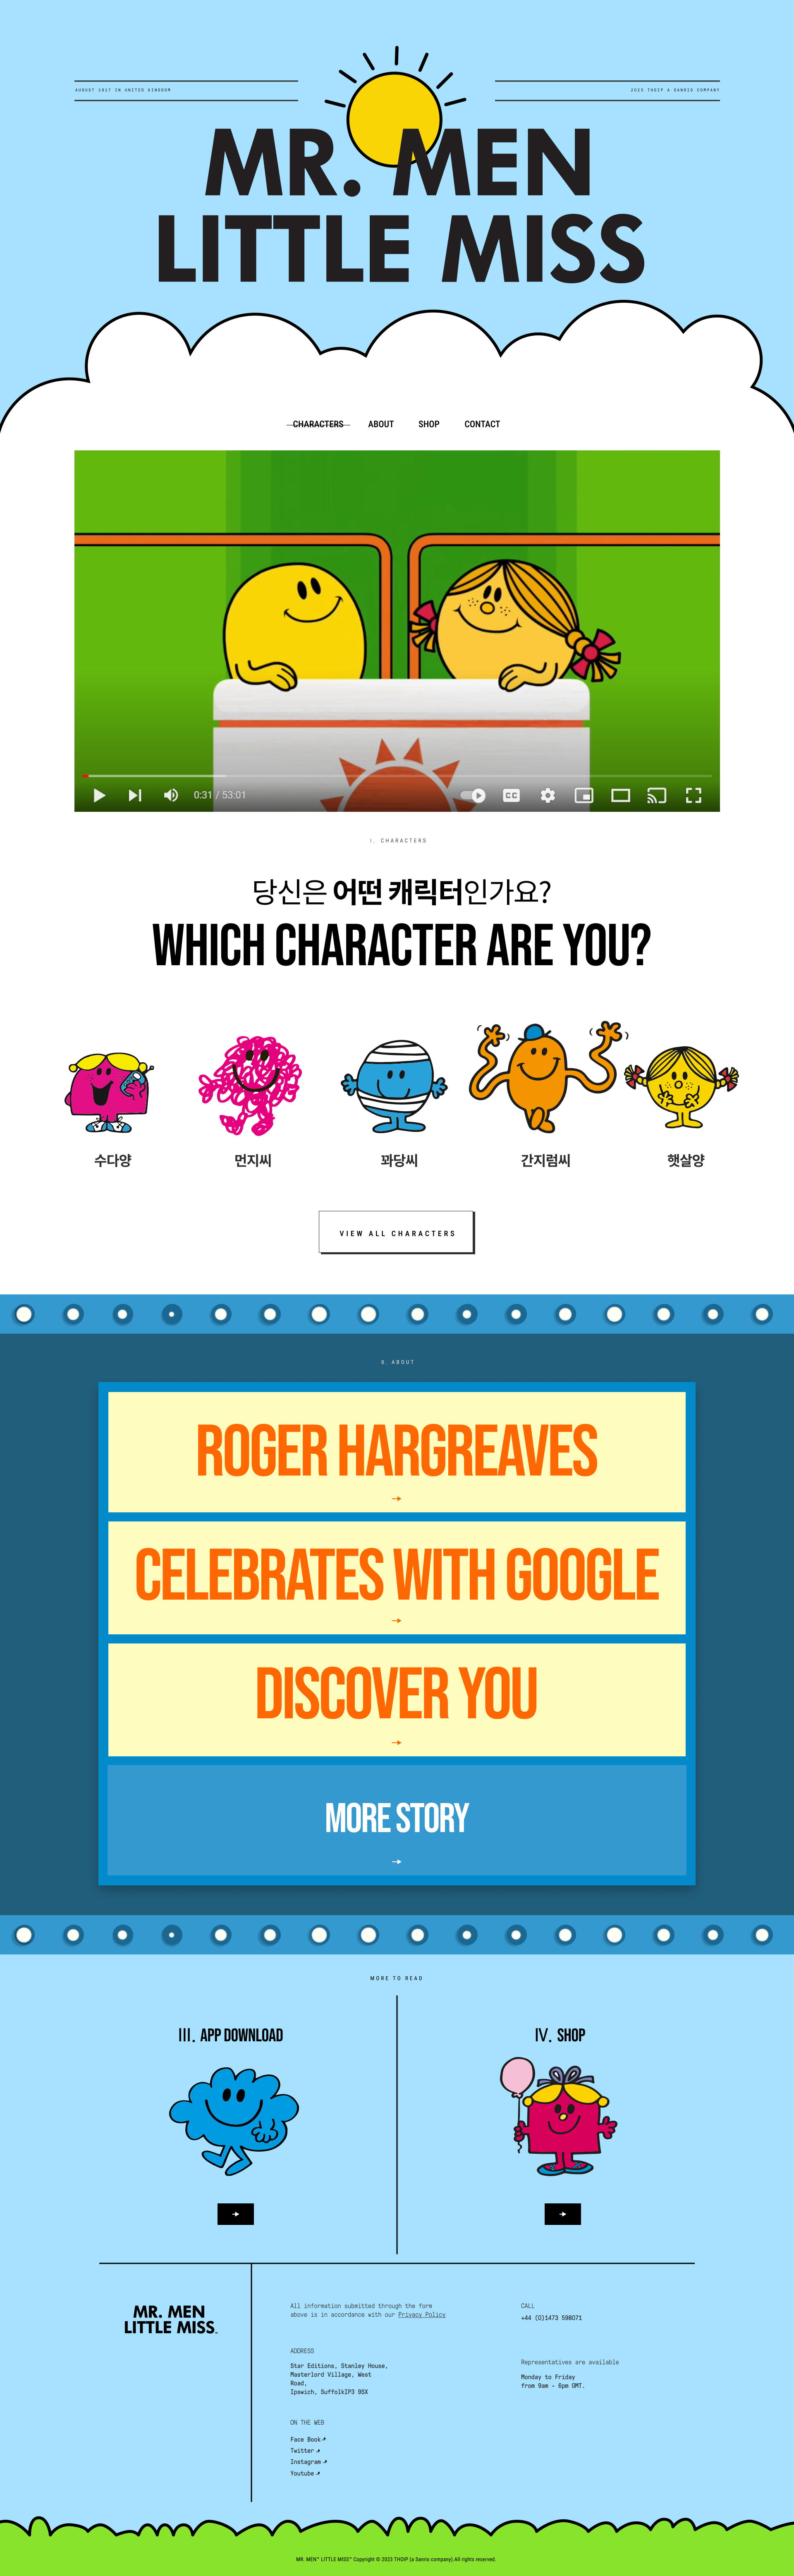 AUGUST 1917 IN UNITED KINGDOM
2023 THOIP A SANRIO COMPANY
MR. MEN
LITTLE MISS
CHARACTERS ABOUT SHOP CONTACT
0:31 / 53:01
CC
I. CHARACTERS
당신은 어떤 캐릭터인가요?
WHICH CHARACTER ARE YOU?
수다양 먼지씨 꽈당씨 간지럼씨 햇살양
VIEW ALL CHARACTERS
II. ABOUT
ROGER HARGREAVES
CELEBRATES WITH GOOGLE
DISCOVER YOU
MORE STORY
MORE TO READ
III. APP DOWNLOAD
IV. SHOP
MR. MEN
LITTLE MISS.
All information submitted through the form
above is in accordance with our Privacy Policy
ADDRESS
Star Editions, Stanley House,
Masterlord Village, West
Road,
Ipswich, SuffolkIP3 9SX
ON THE WEB
Face Book
Twitter
Instagram
Youtube
CALL
+44 (0)1473 598071
Representatives are available
Monday to Friday
from 9am - 6pm GMT.
MR. MEN™ LITTLE MISS™ Copyright © 2023 THOIP (a Sanrio company).All rights reserved.